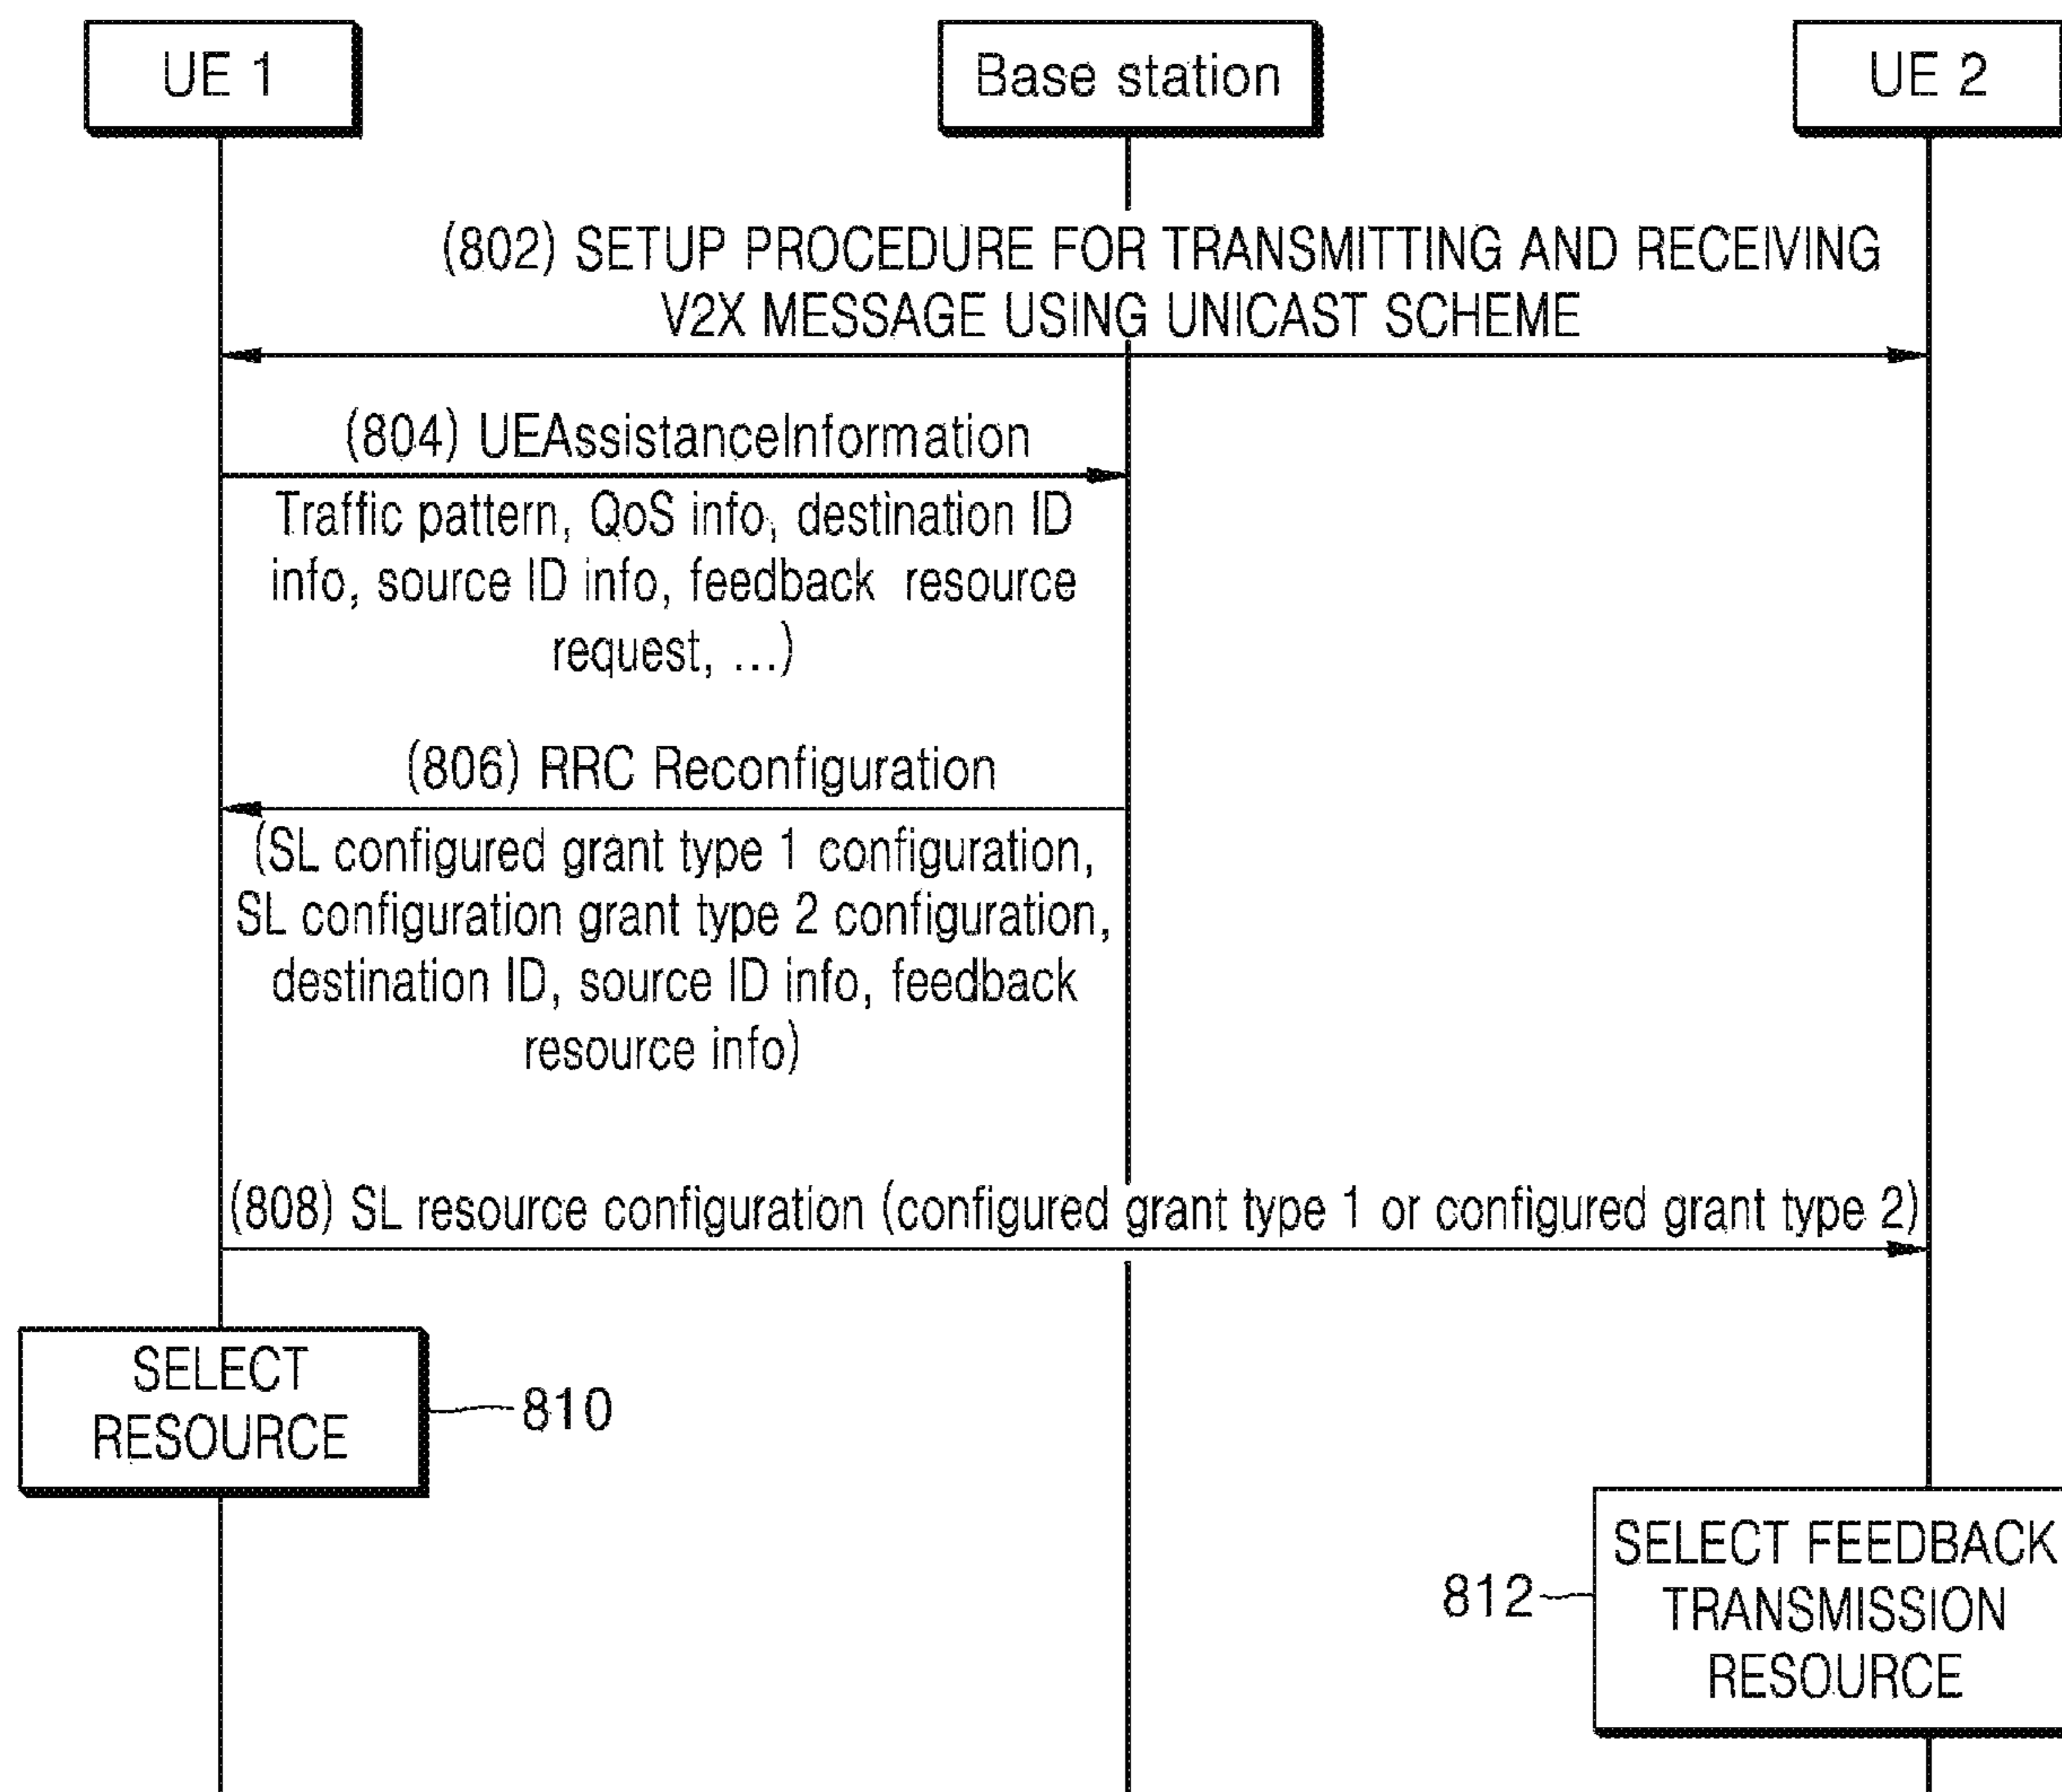 UE 1
Base station
UE 2
(802) SETUP PROCEDURE FOR TRANSMITTING AND RECEIVING
V2X MESSAGE USING UNICAST SCHEME
(804) UEAssistanceInformation
Traffic pattern, QoS info, destination ID
info, source ID info, feedback resource
request, ...)
(806) RRC Reconfiguration
(SL configured grant type 1 configuration,
SL configuration grant type 2 configuration,
destination ID, source ID info, feedback
resource info)
(808) SL resource configuration (configured grant type 1 or configured grant type 2)
SELECT
RESOURCE
810
SELECT FEEDBACK
TRANSMISSION
RESOURCE
812